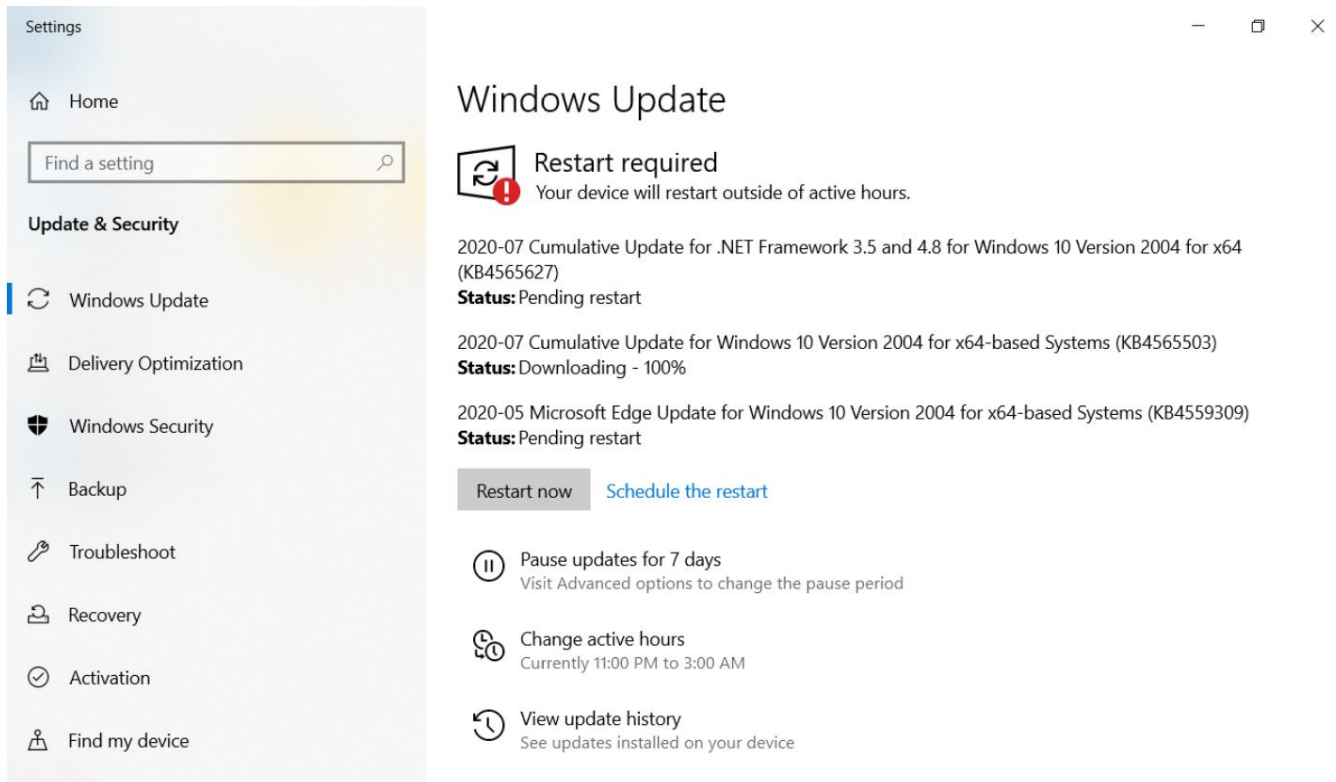 Settings
Home
Find a setting
Update & Security
Windows Update
Delivery Optimization
Windows Security
Backup
Troubleshoot
Recovery
Activation
Find my device
Windows Update
Restart required
Your device will restart outside of active hours.
2020-07 Cumulative Update for .NET Framework 3.5 and 4.8 for Windows 10 Version 2004 for x64
(KB4565627)
Status: Pending restart
2020-07 Cumulative Update for Windows 10 Version 2004 for x64-based Systems (KB4565503)
Status: Downloading - 100%
2020-05 Microsoft Edge Update for Windows 10 Version 2004 for x64-based Systems (KB4559309)
Status: Pending restart
Restart now Schedule the restart
Pause updates for 7 days
Visit Advanced options to change the pause period
Change active hours
Currently 11:00 PM to 3:00 AM
View update history
See updates installed on your device